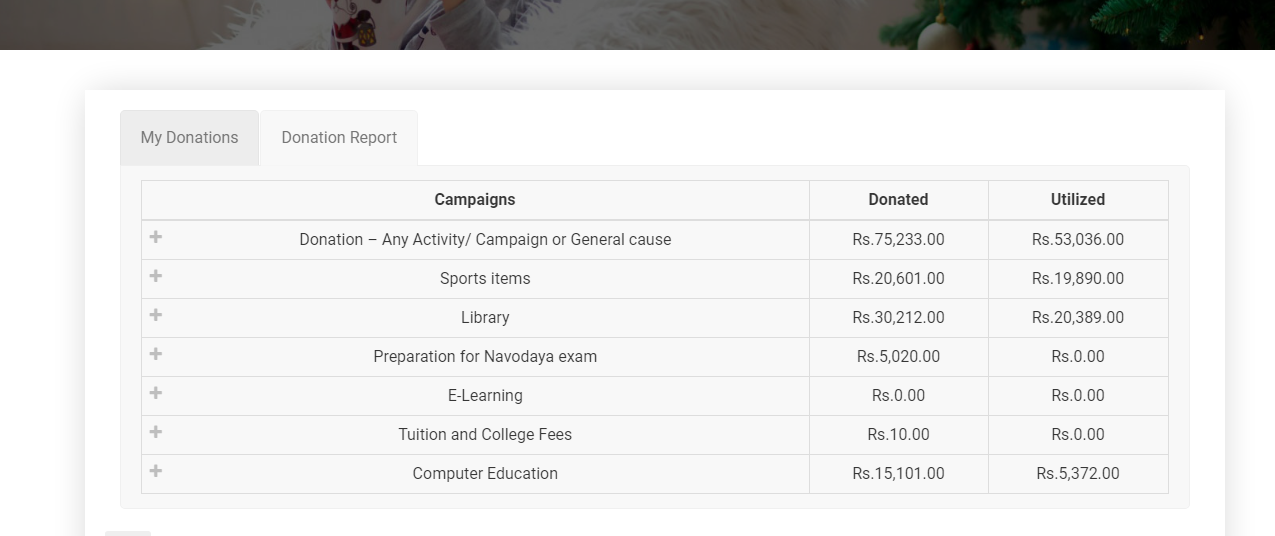 My Donations Donation Report
Campaigns Donated Utilized
Donation – Any Activity/ Campaign or General cause Rs.75,233.00 Rs.53,036.00
Sports items Rs.20,601.00 Rs.19,890.00
Library Rs.30,212.00 Rs.20,389.00
Preparation for Navodaya exam Rs.5,020.00 Rs.0.00
E-Learning Rs.0.00 Rs.0.00
Tuition and College Fees Rs.10.00 Rs.0.00
Computer Education Rs.15,101.00 Rs.5,372.00